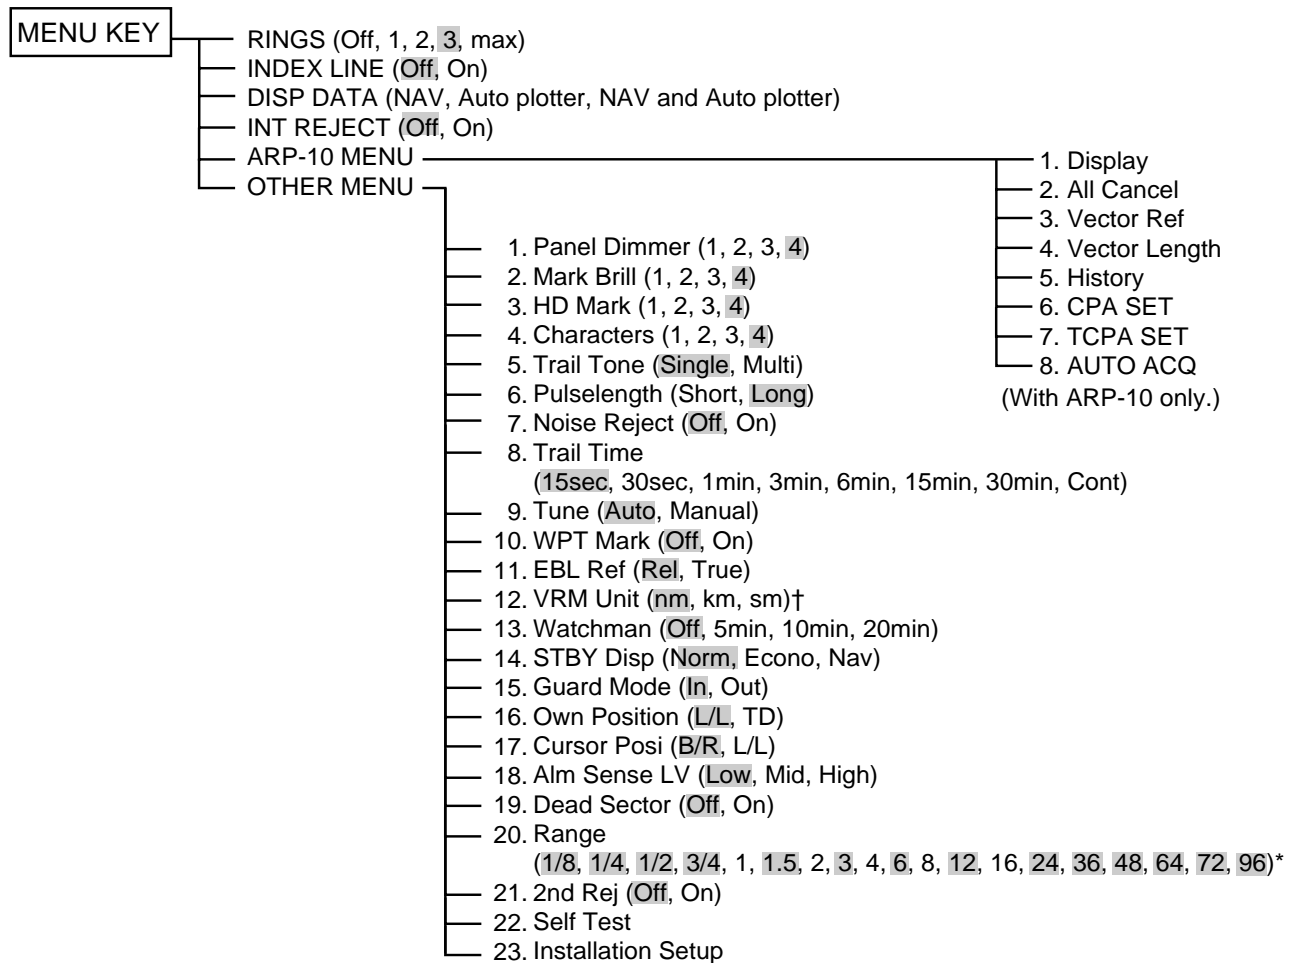 MENU KEY
RINGS (Off, 1, 2, 3, max)
INDEX LINE (Off, On)
DISP DATA (NAV, Auto plotter, NAV and Auto plotter)
INT REJECT (Off, On)
ARP-10 MENU
OTHER MENU
1. Display
2. All Cancel
3. Vector Ref
4. Vector Length
5. History
6. CPA SET
7. TCPA SET
8. AUTO ACQ
(With ARP-10 only.)
1. Panel Dimmer (1, 2, 3, 4)
2. Mark Brill (1, 2, 3, 4)
3. HD Mark (1, 2, 3, 4)
4. Characters (1, 2, 3, 4)
5. Trail Tone (Single, Multi)
6. Pulselength (Short, Long)
7. Noise Reject (Off, On)
8. Trail Time
(15sec, 30sec, 1min, 3min, 6min, 15min, 30min, Cont)
9. Tune (Auto, Manual)
10. WPT Mark (Off, On)
11. EBL Ref (Rel, True)
12. VRM Unit (nm, km, sm)†
13. Watchman (Off, 5min, 10min, 20min)
14. STBY Disp (Norm, Econo, Nav)
15. Guard Mode (In, Out)
16. Own Position (L/L, TD)
17. Cursor Posi (B/R, L/L)
18. Alm Sense LV (Low, Mid, High)
19. Dead Sector (Off, On)
20. Range
(1/8, 1/4, 1/2, 3/4, 1, 1.5, 2, 3, 4, 6, 8, 12, 16, 24, 36, 48, 64, 72, 96)*
21. 2nd Rej (Off, On)
22. Self Test
23. Installation Setup